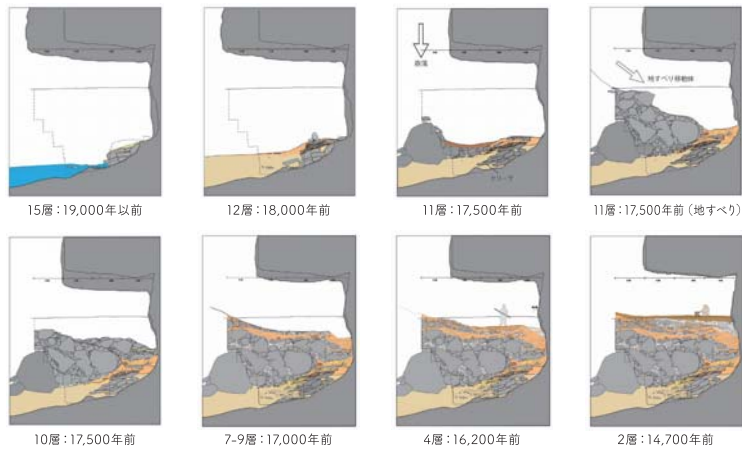 崩落
地すべり移動体
15層：19,000年以前
12層：18,000年前
11層：17,500年前
11層：17,500年前（地すべり）
10層：17,500年前
7-9層：17,000年前
4層：16,200年前
2層：14,700年前